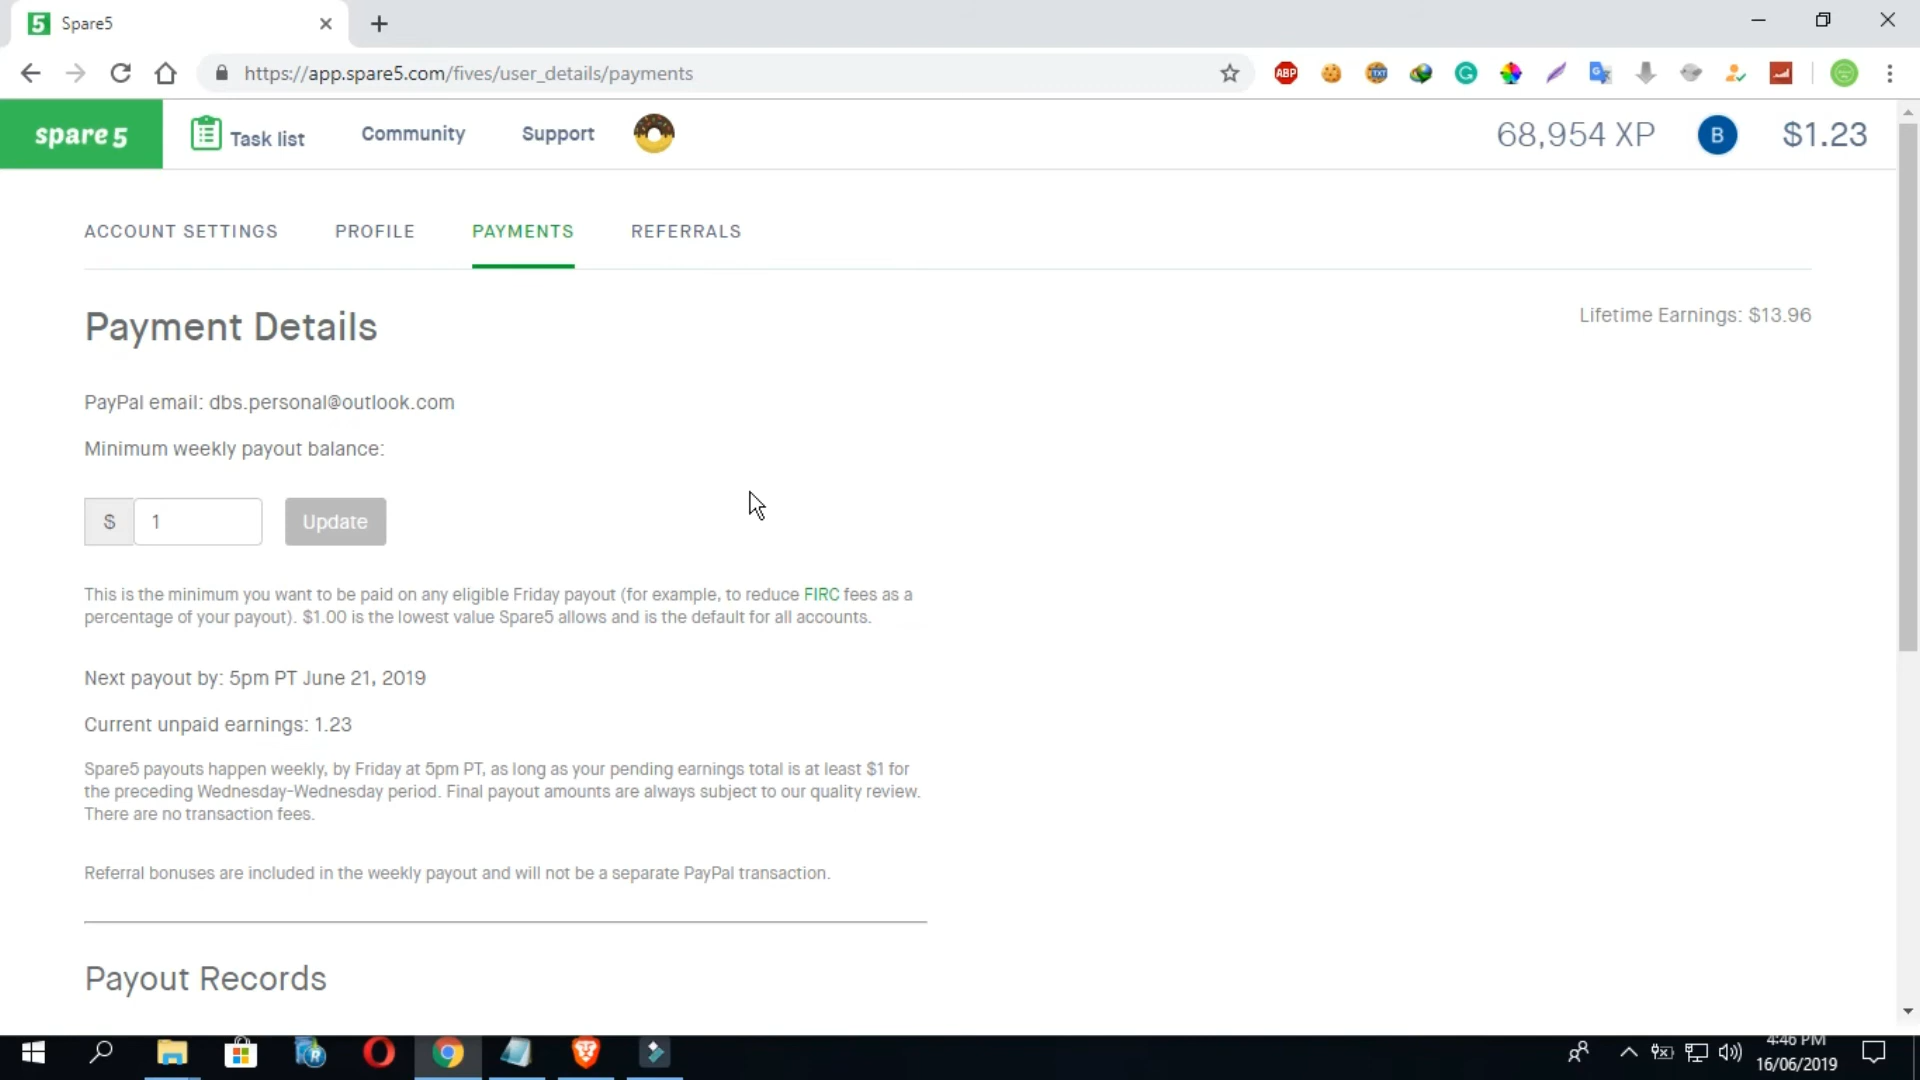 5 Spare5
https://app.spare5.com/fives/user_details/payments
ABP
TXT
spare5 Task list Community Support 68,954 XP B $1.23
ACCOUNT SETTINGS PROFILE PAYMENTS REFERRALS
Payment Details
Lifetime Earnings: $13.96
PayPal email: dbs.personal@outlook.com
Minimum weekly payout balance:
$ 1 Update
This is the minimum you want to be paid on any eligible Friday payout (for example, to reduce FIRC fees as a
percentage of your payout). $1.00 is the lowest value Spare5 allows and is the default for all accounts.
Next payout by: 5pm PT June 21, 2019
Current unpaid earnings: 1.23
Spare5 payouts happen weekly, by Friday at 5pm PT, as long as your pending earnings total is at least $1 for
the preceding Wednesday-Wednesday period. Final payout amounts are always subject to our quality review.
There are no transaction fees.
Referral bonuses are included in the weekly payout and will not be a separate PayPal transaction.
Payout Records
4:46 PM
16/06/2019